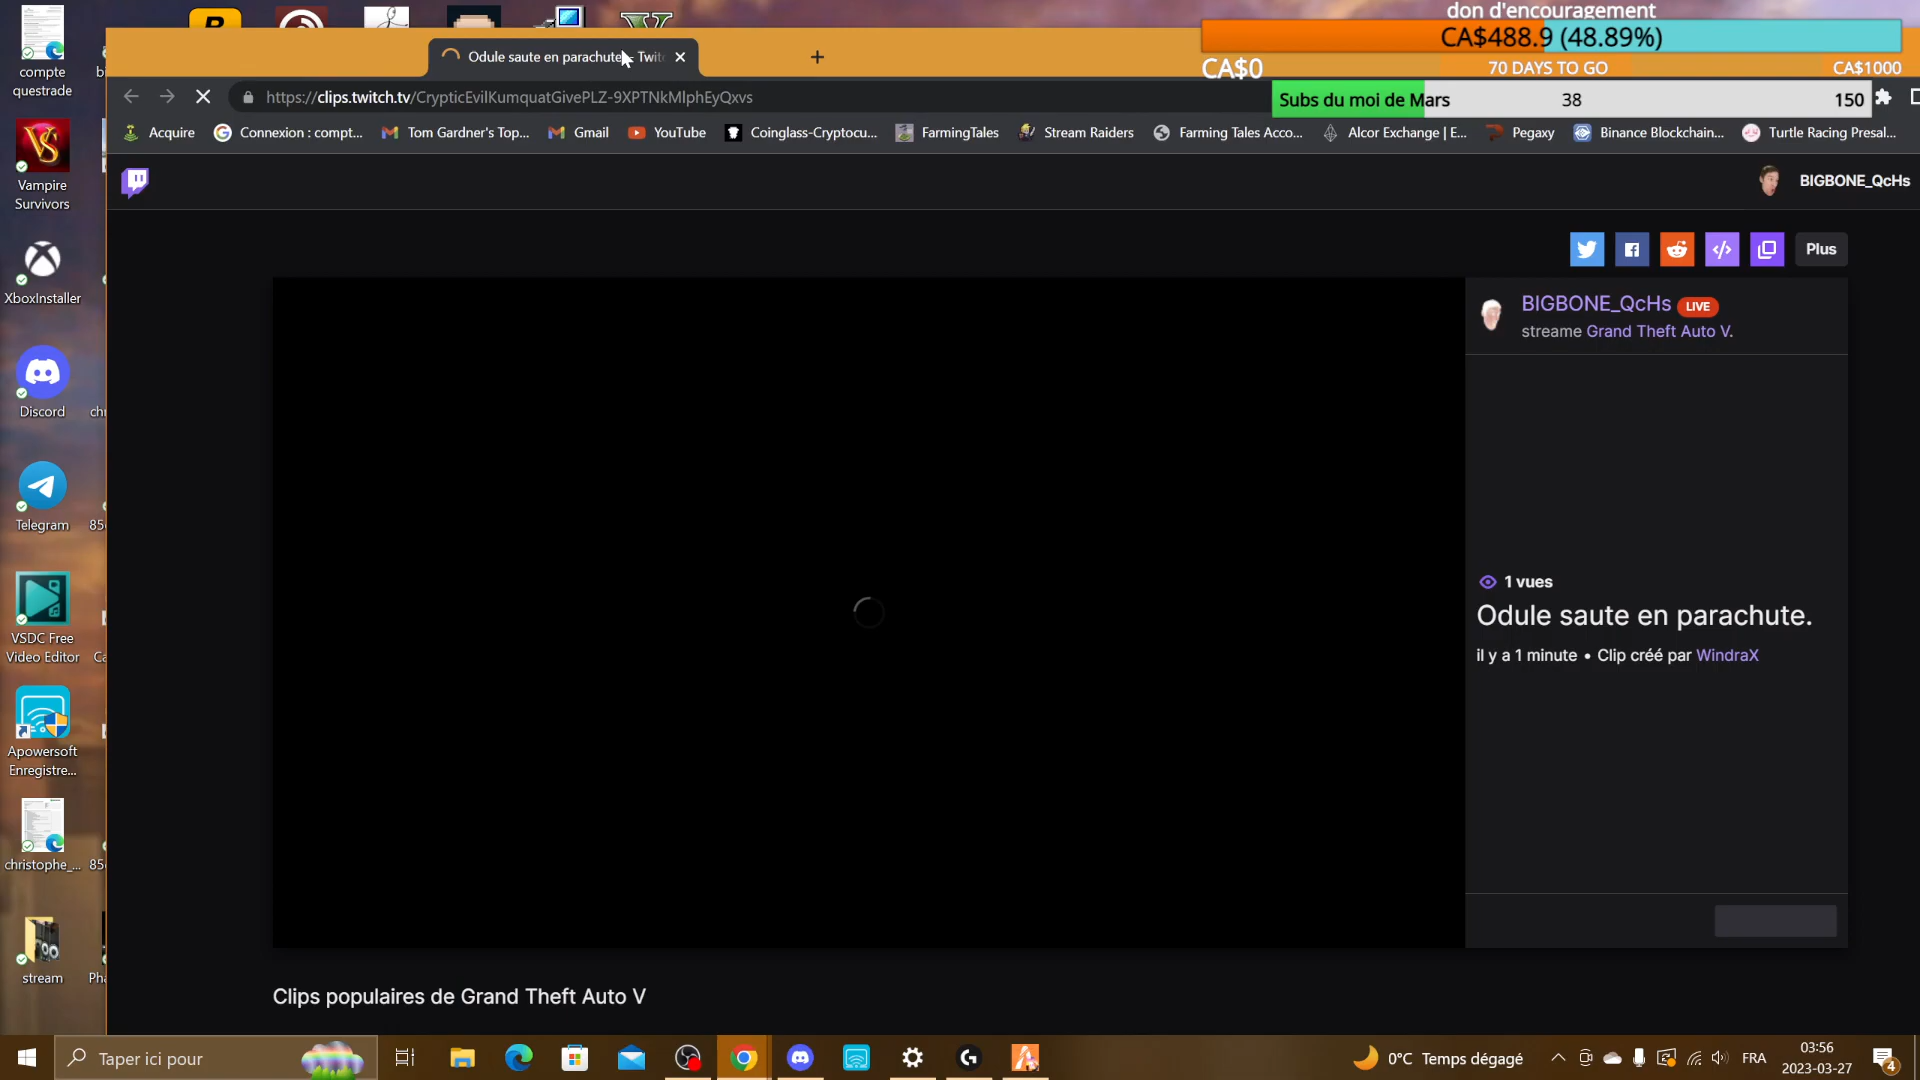 don d'encouragement
CA$488.9 (48.89%)
CA$0
70 DAYS TO GO
CA$1000
Subs du moi de Mars
38
150
Odule saute en parachute. - Twit
https://clips.twitch.tv/CrypticEvilKumquatGivePLZ-9XPTNkMlphEyQxvs
Acquire
Connexion : compt...
Tom Gardner's Top...
Gmail
YouTube
Coinglass-Cryptocu...
FarmingTales
Stream Raiders
Farming Tales Acco...
Alcor Exchange | E...
Pegaxy
Binance Blockchain...
Turtle Racing Presal...
BIGBONE_QcHs
Plus
BIGBONE_QcHs LIVE
streame Grand Theft Auto V.
1 vues
Odule saute en parachute.
il y a 1 minute • Clip créé par WindraX
Clips populaires de Grand Theft Auto V
compte
questrade
Vampire
Survivors
XboxInstaller
Discord
Telegram
VSDC Free
Video Editor
Apowersoft
Enregistre...
christophe_...
stream
Taper ici pour
0°C Temps dégagé
FRA
03:56
2023-03-27
4